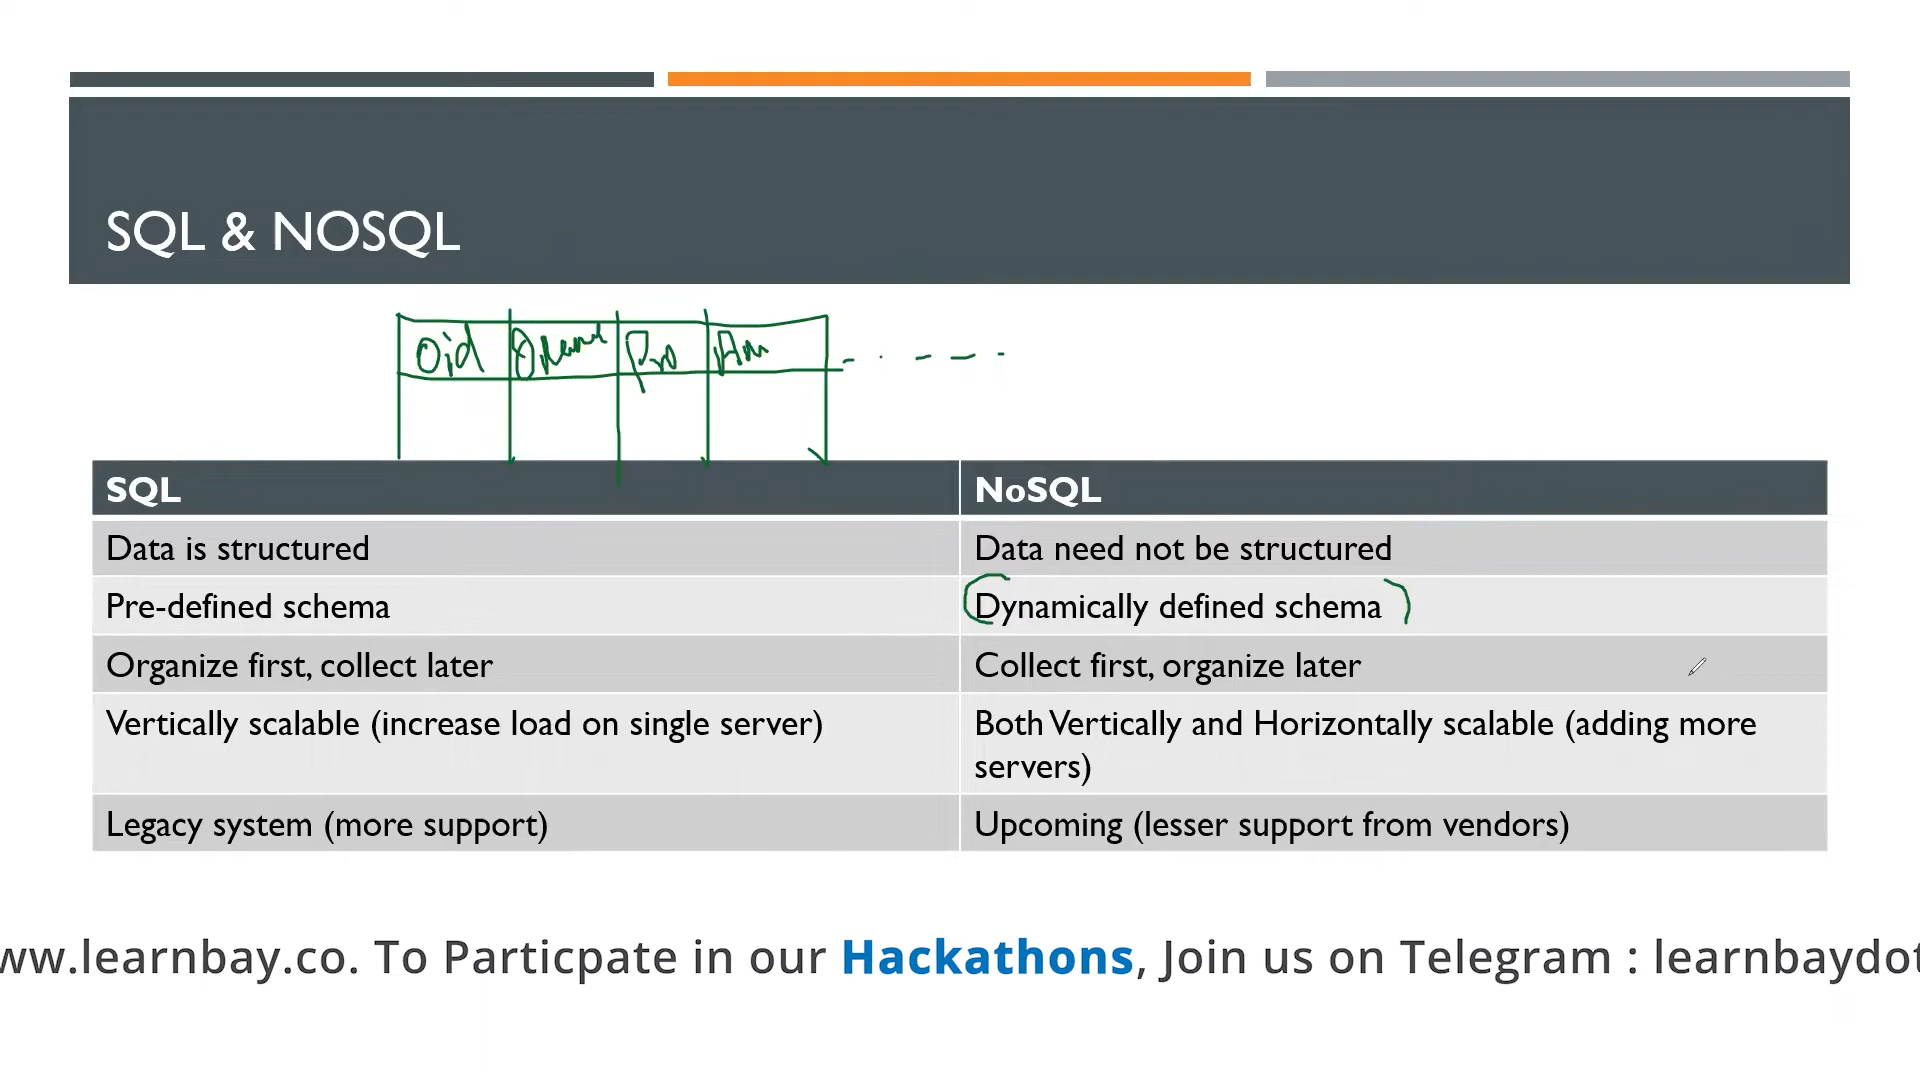 SQL & NOSQL
Oid Pro Am
SQL NoSQL
Data is structured Data need not be structured
Pre-defined schema Dynamically defined schema
Organize first, collect later Collect first, organize later
Vertically scalable (increase load on single server) Both Vertically and Horizontally scalable (adding more
servers)
Legacy system (more support) Upcoming (lesser support from vendors)
ww.learnbay.co. To Particpate in our Hackathons, Join us on Telegram : learnbaydot